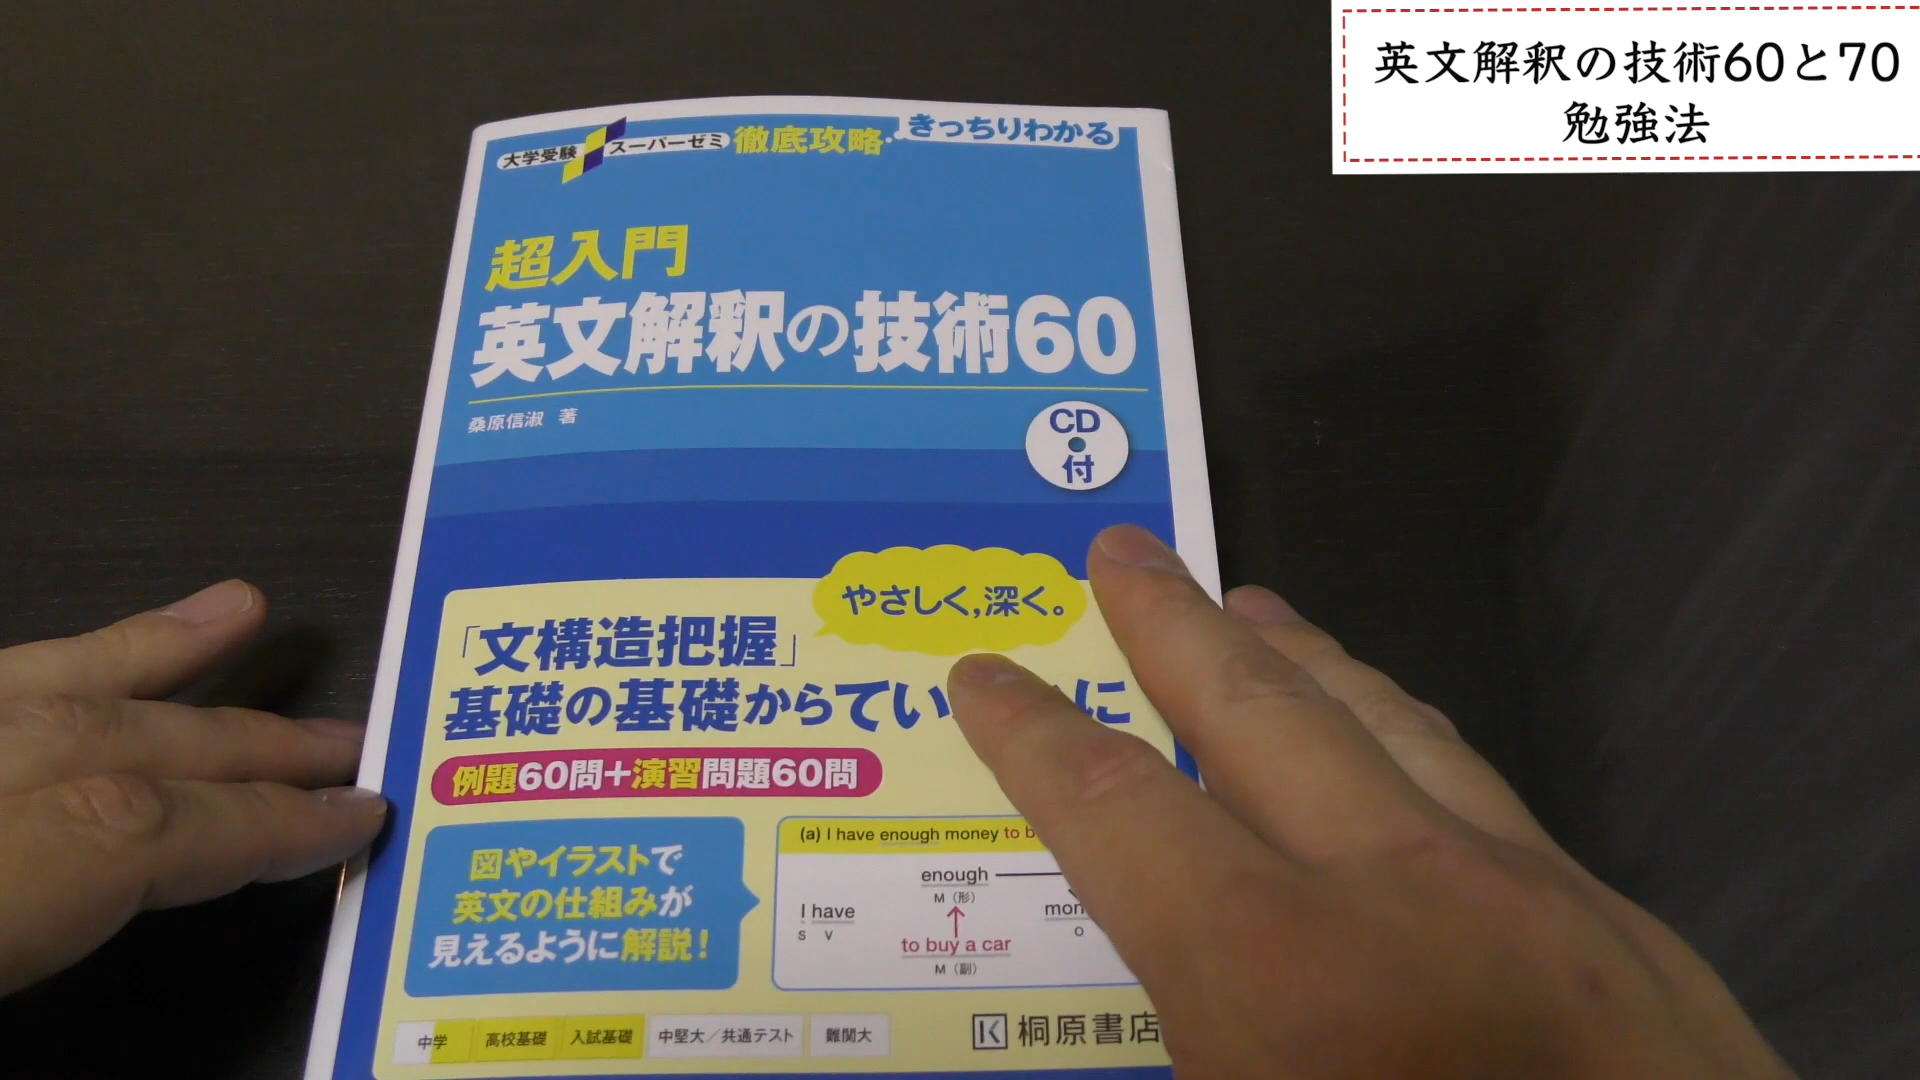 英文解釈の技術60と70
勉強法
大学受験 スーパーゼミ 徹底攻略 きっちりわかる
超入門
英文解釈の技術60
桑原信淑 著
CD
付
やさしく,深く。
「文構造把握」
基礎の基礎からてい に
例題60問+演習問題60問
図やイラストで
英文の仕組みが
見えるように解説!
(a) I have enough money to
enough
M(形)
I have
S V
O
to buy a car
M(副)
中学 高校基礎 入試基礎 中堅大/共通テスト 難関大
桐原書店